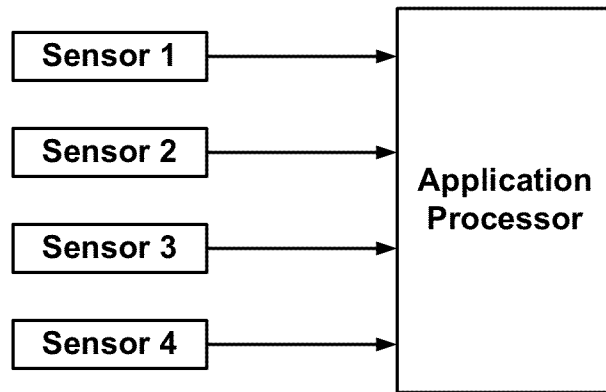 Sensor 1
Sensor 2
Sensor 3
Sensor 4
Application
Processor